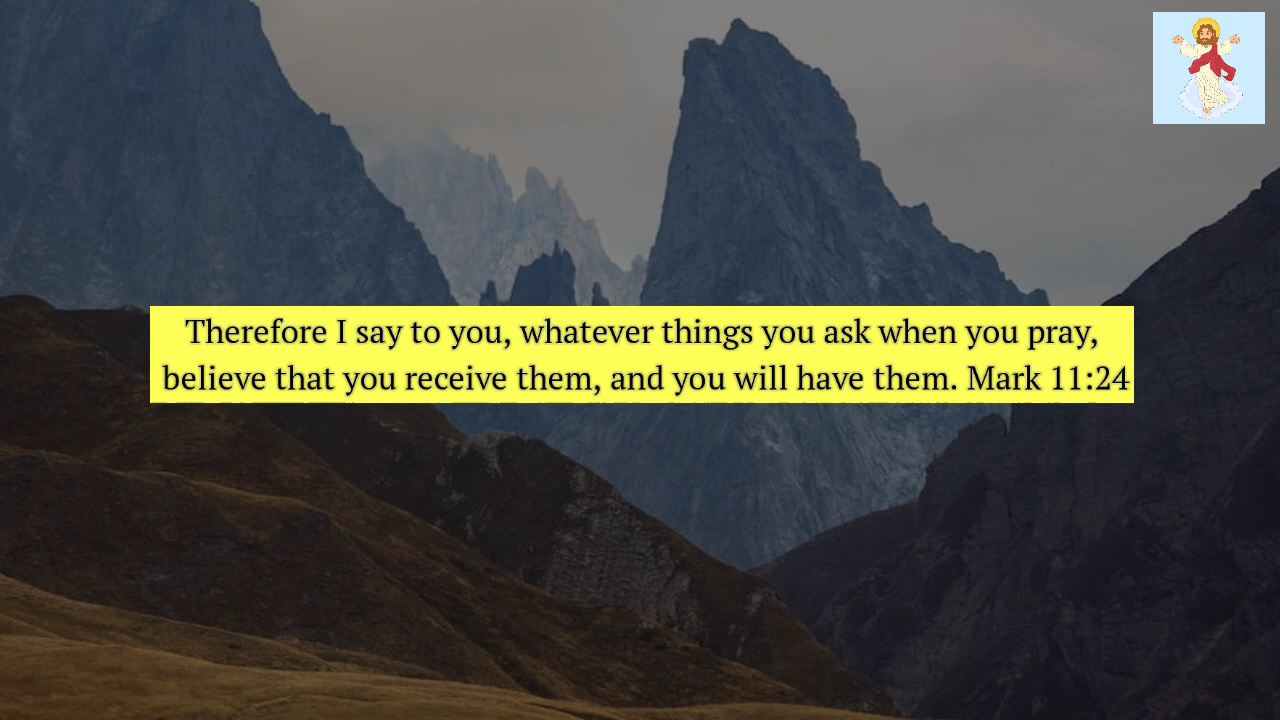 Therefore I say to you, whatever things you ask when you pray,
believe that you receive them, and you will have them. Mark 11:24